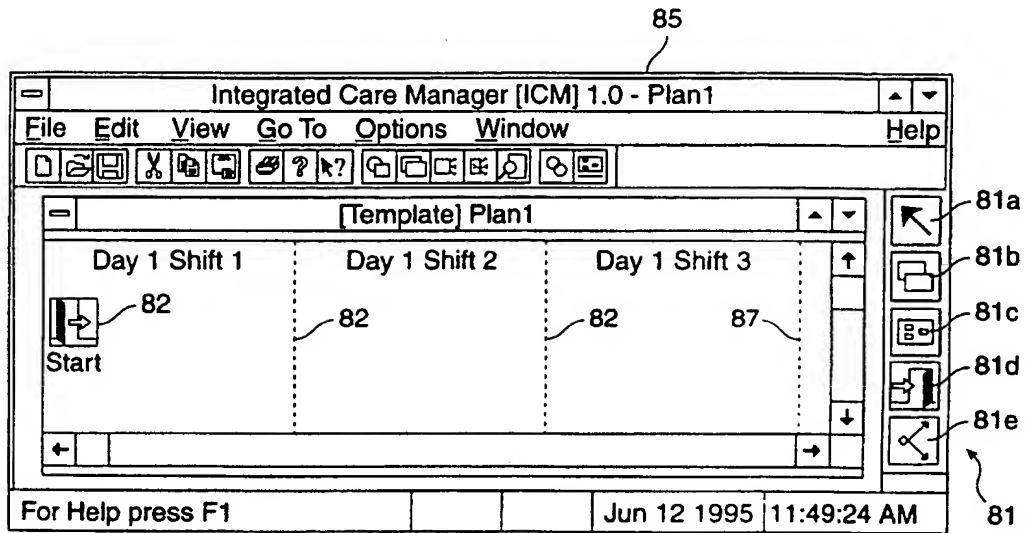 85
Integrated Care Manager [ICM] 1.0 - Plan1
File Edit View Go To Options Window Help
[Template] Plan1
Day 1 Shift 1 Day 1 Shift 2 Day 1 Shift 3
82 82 82 87
Start
81a
81b
81c
81d
81e
81
For Help press F1 Jun 12 1995 11:49:24 AM